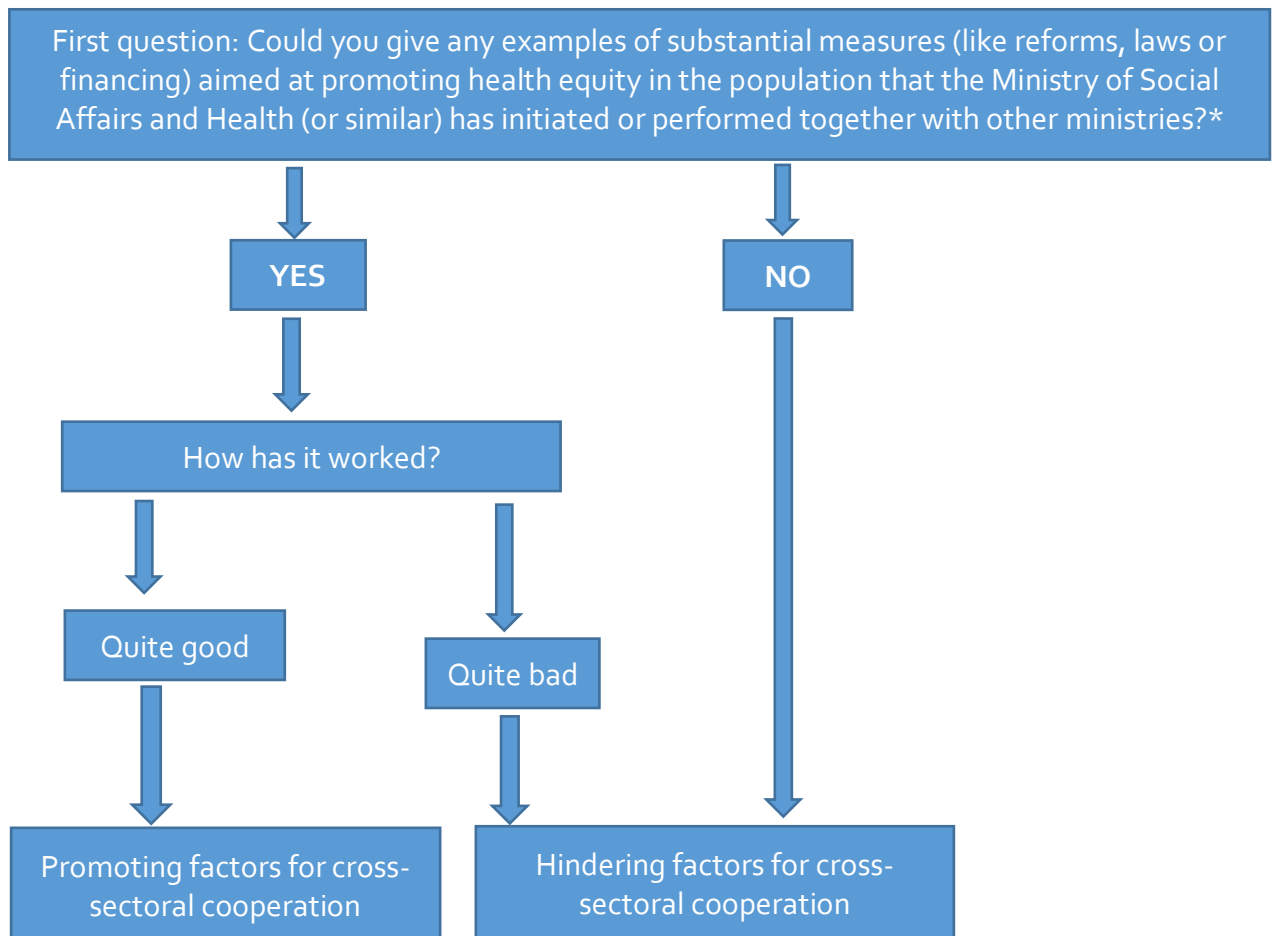 First question: Could you give any examples of substantial measures (like reforms, laws or
financing) aimed at promoting health equity in the population that the Ministry of Social
Affairs and Health (or similar) has initiated or performed together with other ministries?*
YES
NO
How has it worked?
Quite good
Quite bad
Promoting factors for cross-
sectoral cooperation
Hindering factors for cross-
sectoral cooperation